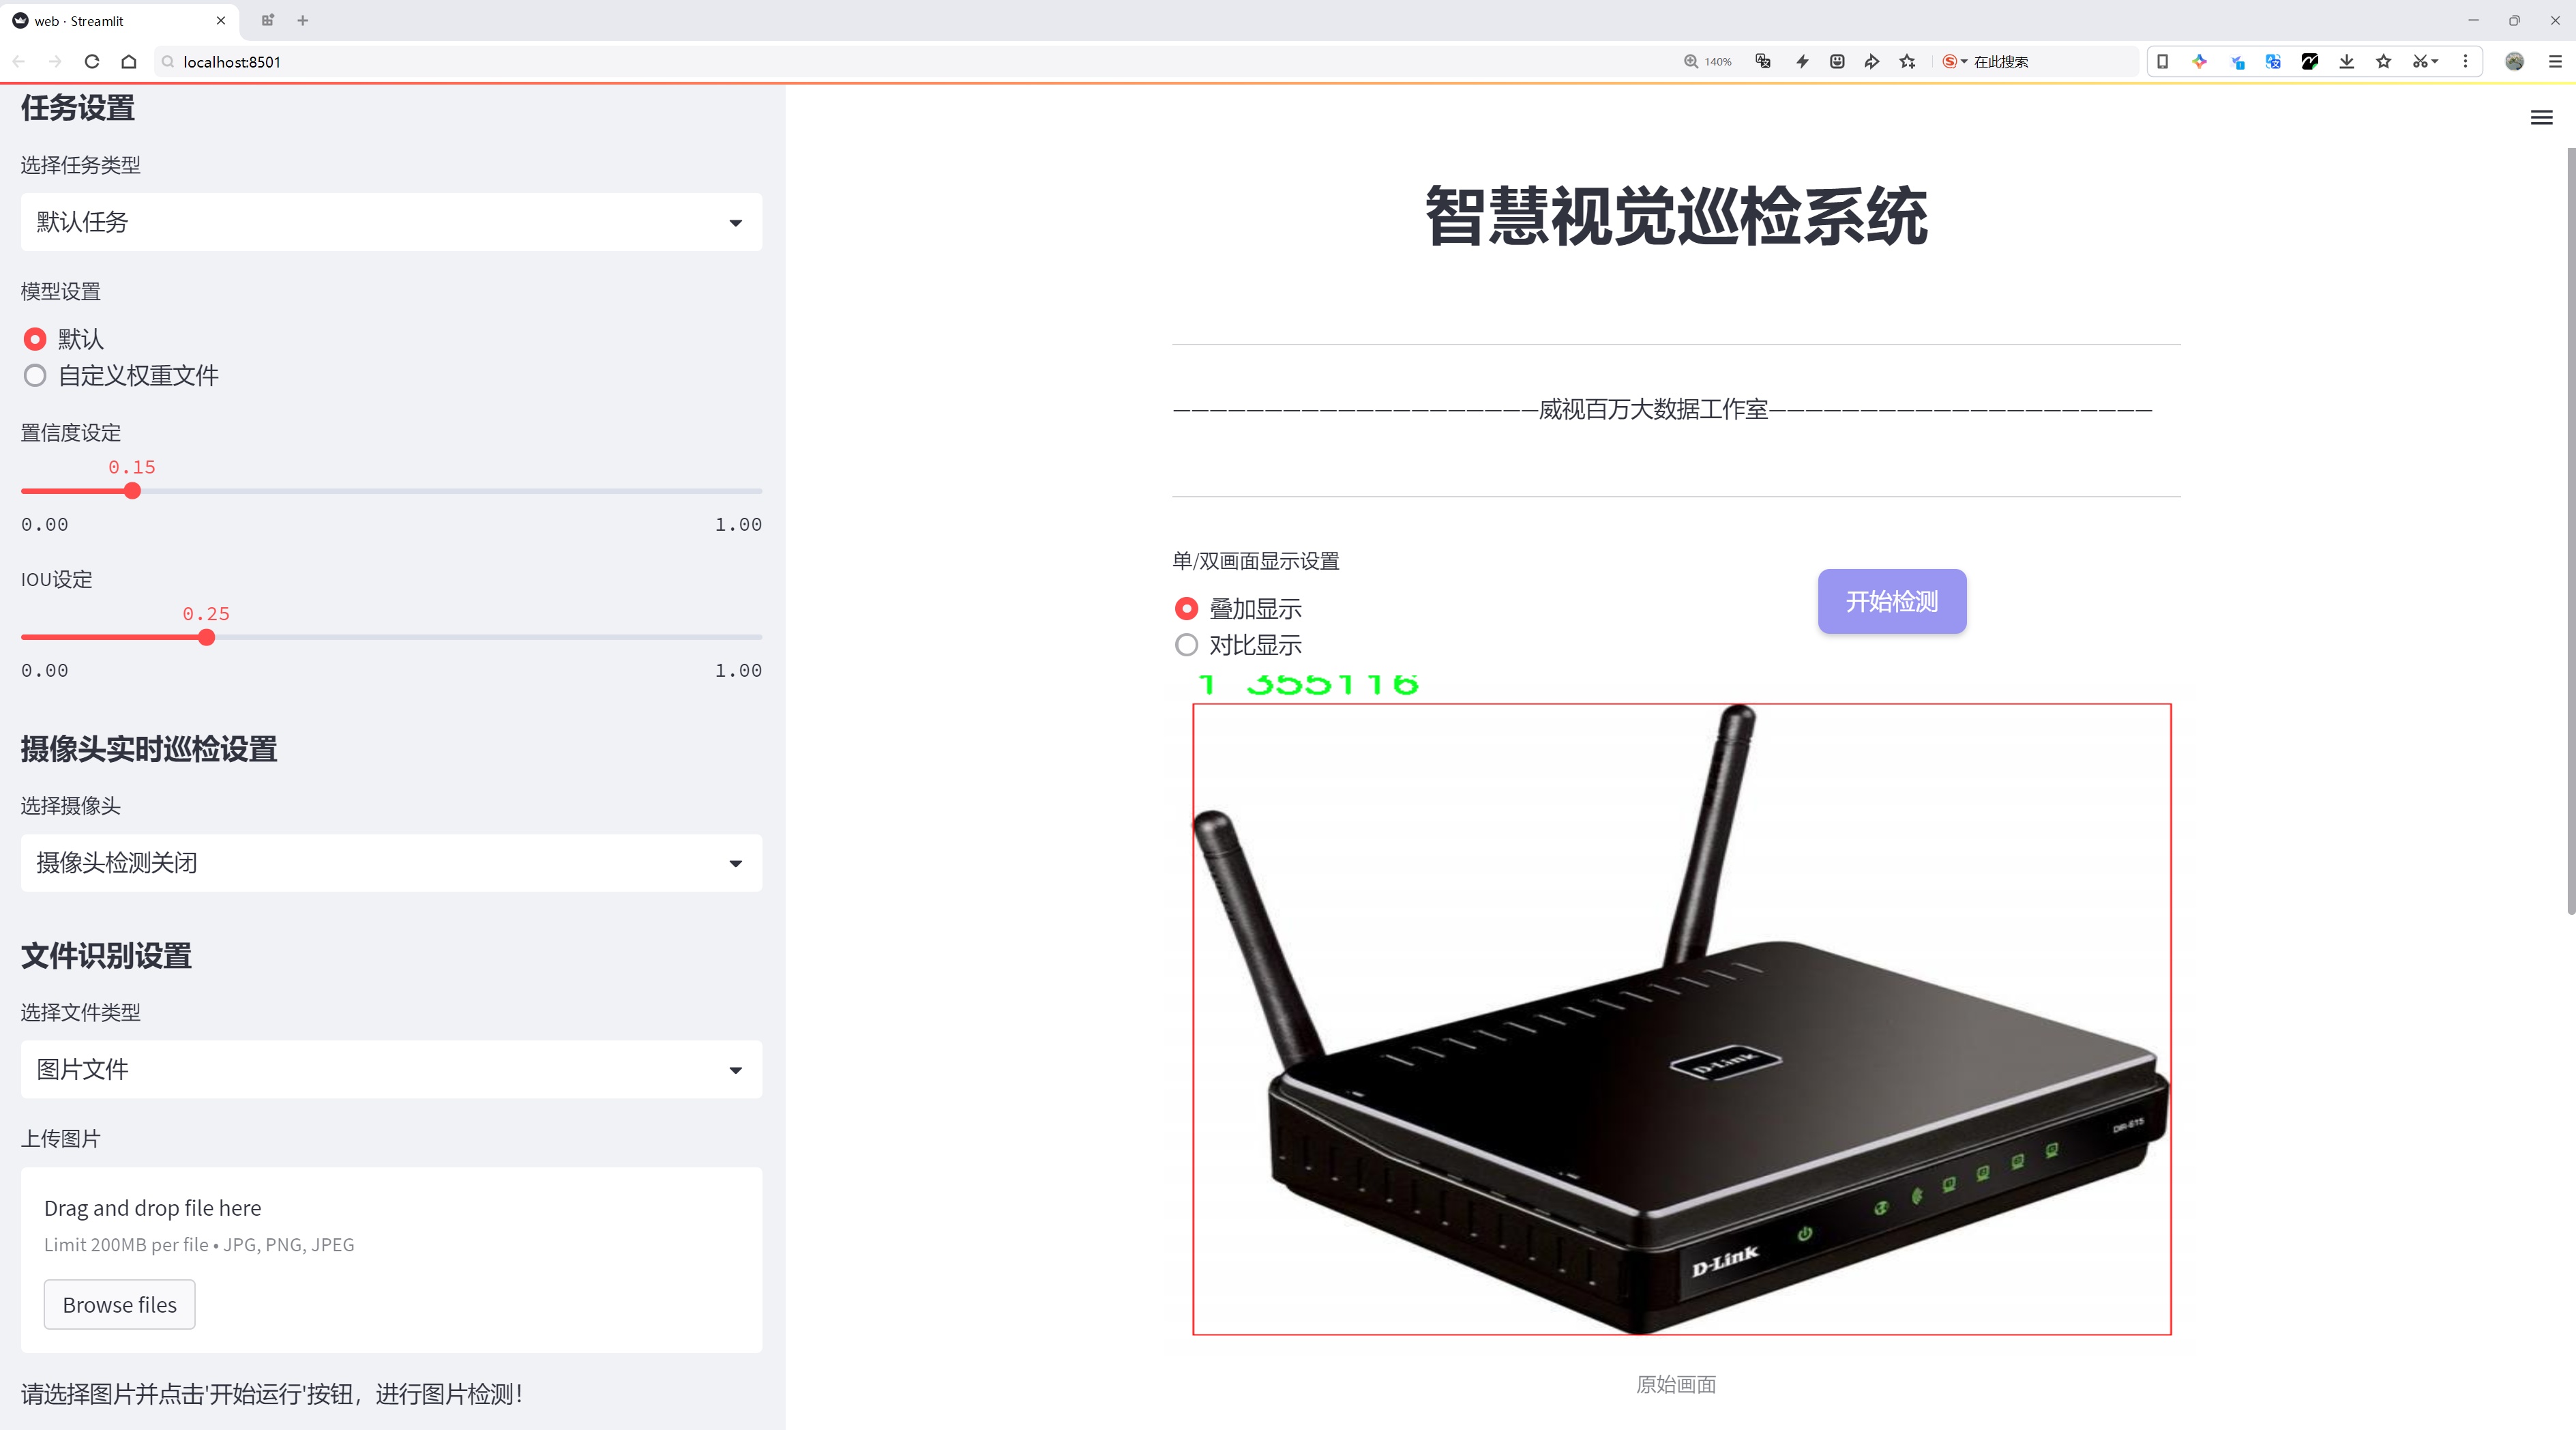 web · Streamlit
localhost:8501
140%
在此搜索
任务设置
选择任务类型
默认任务
模型设置
默认
自定义权重文件
置信度设定
0.15
0.00 1.00
IOU设定
0.25
0.00 1.00
摄像头实时巡检设置
选择摄像头
摄像头检测关闭
文件识别设置
选择文件类型
图片文件
上传图片
Drag and drop file here
Limit 200MB per file • JPG, PNG, JPEG
Browse files
请选择图片并点击'开始运行'按钮，进行图片检测！
智慧视觉巡检系统
————————————————————威视百万大数据工作室—————————————————————
单/双画面显示设置
叠加显示
对比显示
开始检测
1 355116
D-Link
DIR-615
D-Link
原始画面